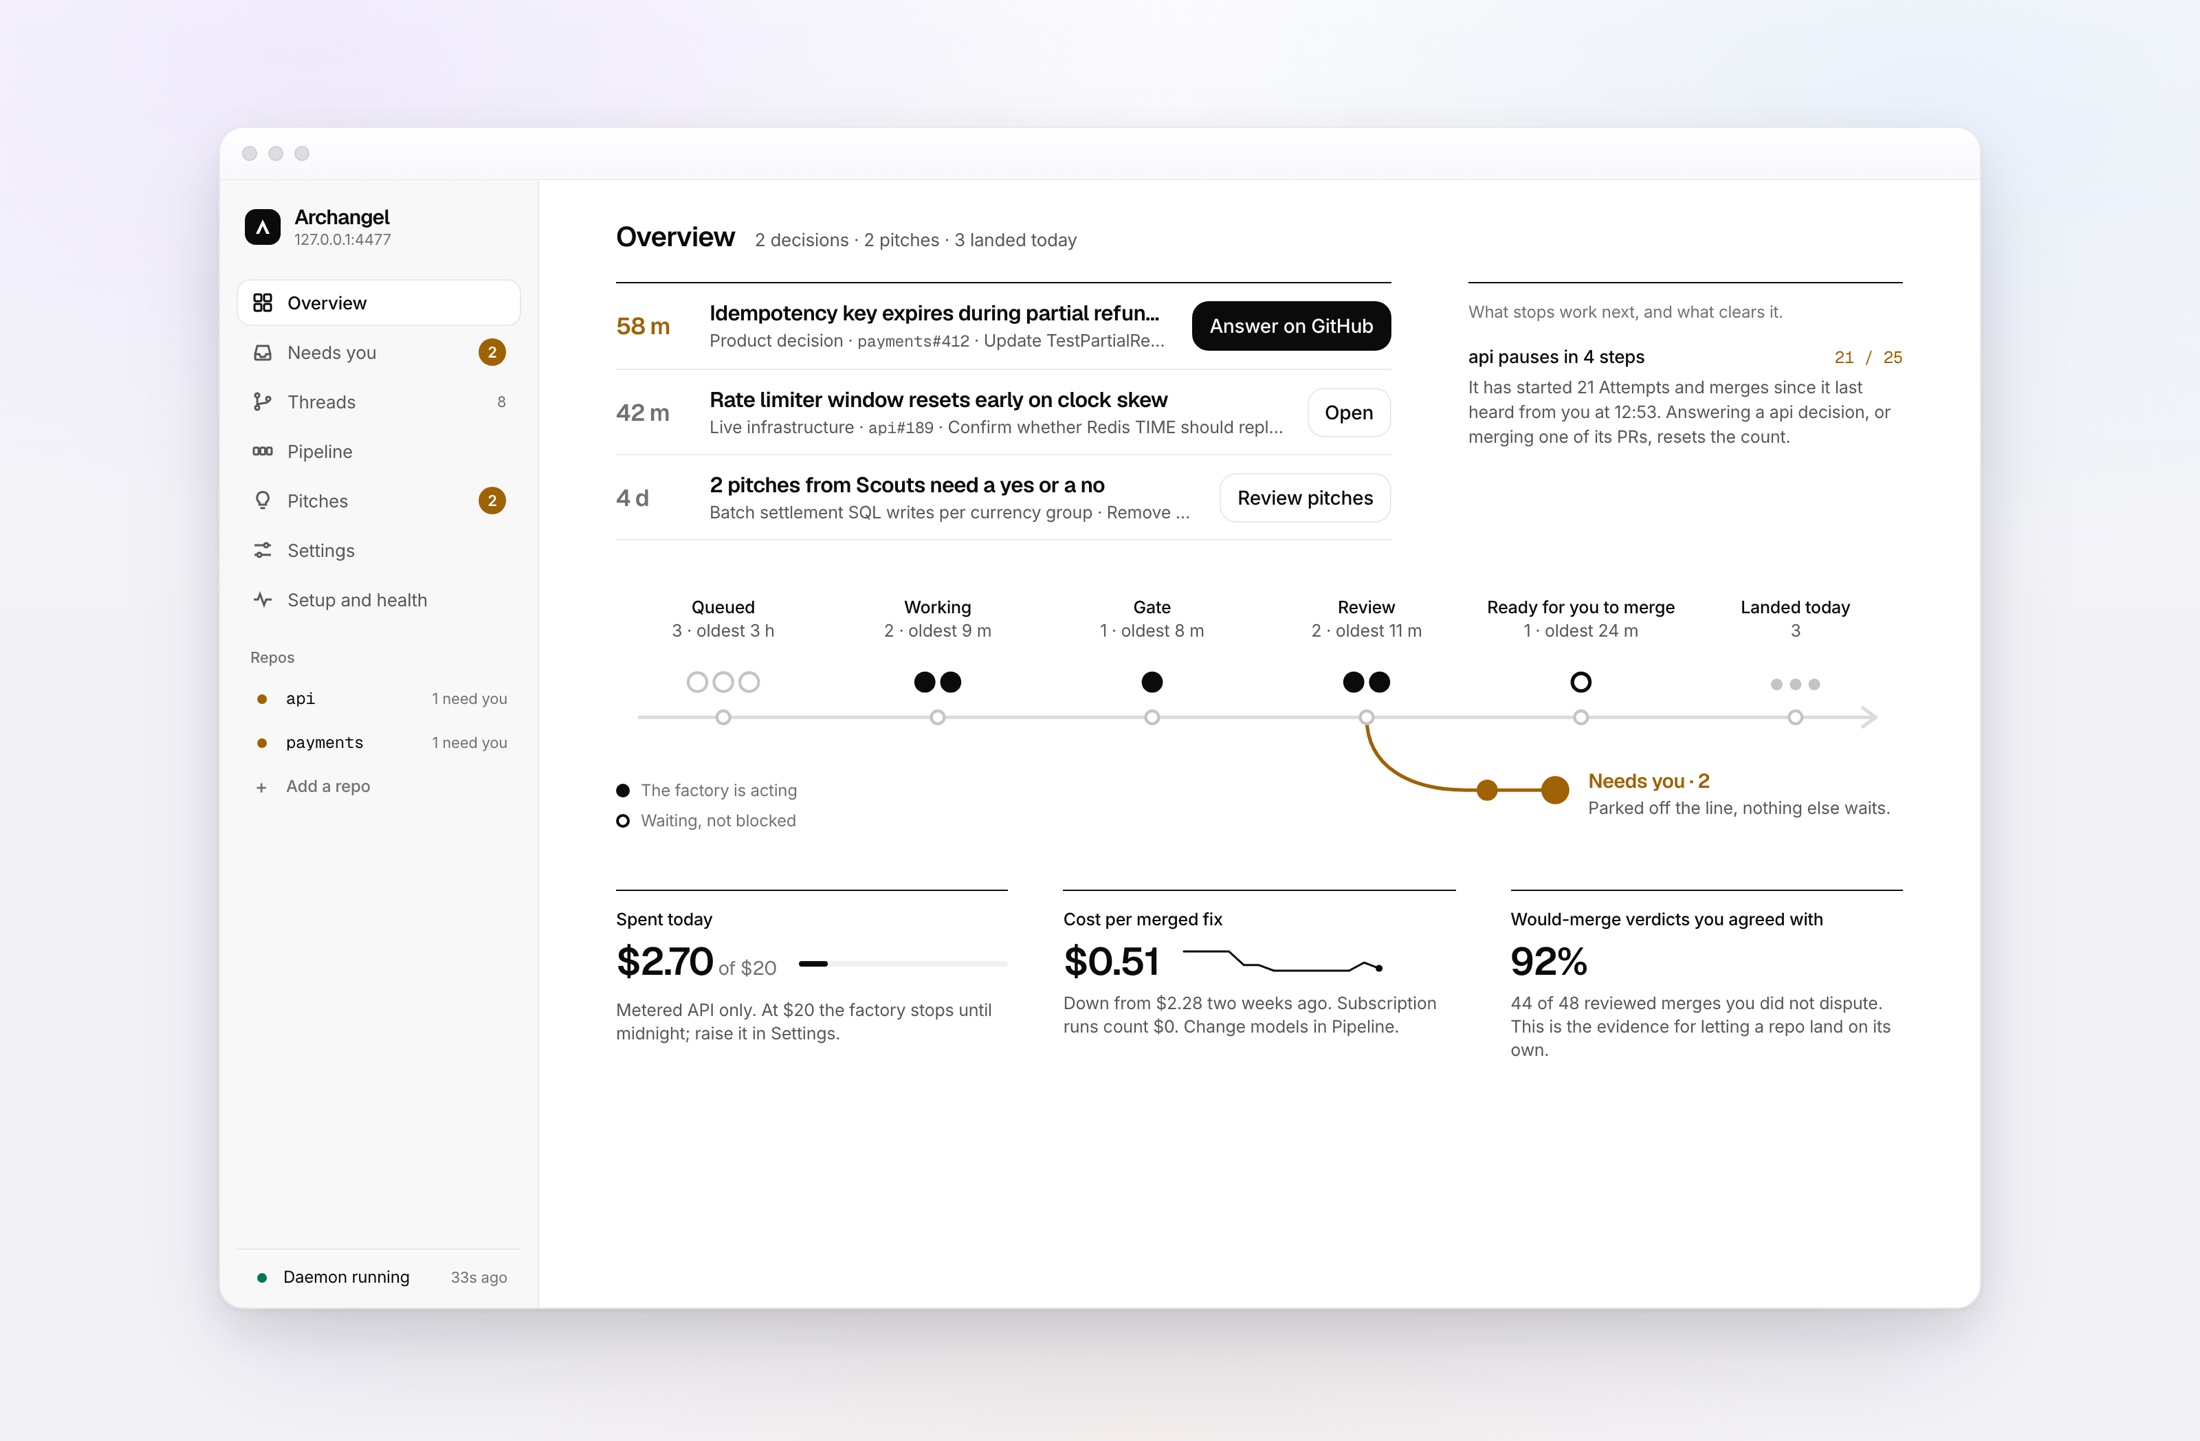 Archangel
127.0.0.1:4477
Overview
Needs you 2
Threads 8
Pipeline
Pitches 2
Settings
Setup and health
Repos
api 1 need you
payments 1 need you
+ Add a repo
Daemon running 33s ago
Overview 2 decisions · 2 pitches · 3 landed today
58 m
Idempotency key expires during partial refun...
Product decision · payments#412 · Update TestPartialRe...
Answer on GitHub
42 m
Rate limiter window resets early on clock skew
Live infrastructure · api#189 · Confirm whether Redis TIME should repl...
Open
4 d
2 pitches from Scouts need a yes or a no
Batch settlement SQL writes per currency group · Remove ...
Review pitches
What stops work next, and what clears it.
api pauses in 4 steps 21 / 25
It has started 21 Attempts and merges since it last
heard from you at 12:53. Answering a api decision, or
merging one of its PRs, resets the count.
Queued
3 · oldest 3 h
Working
2 · oldest 9 m
Gate
1 · oldest 8 m
Review
2 · oldest 11 m
Ready for you to merge
1 · oldest 24 m
Landed today
3
The factory is acting
Waiting, not blocked
Needs you · 2
Parked off the line, nothing else waits.
Spent today
$2.70 of $20
Metered API only. At $20 the factory stops until
midnight; raise it in Settings.
Cost per merged fix
$0.51
Down from $2.28 two weeks ago. Subscription
runs count $0. Change models in Pipeline.
Would-merge verdicts you agreed with
92%
44 of 48 reviewed merges you did not dispute.
This is the evidence for letting a repo land on its
own.